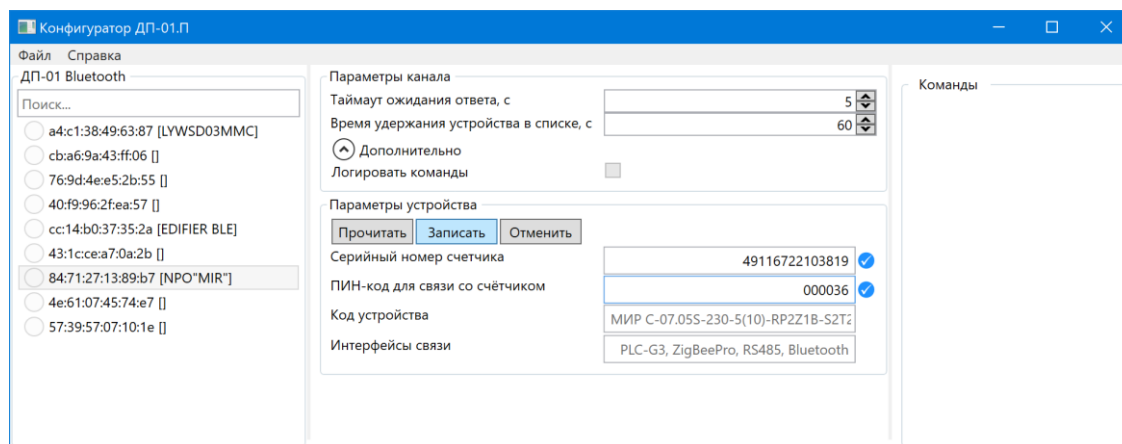 Конфигуратор ДП-01.П
Файл Справка
ДП-01 Bluetooth
Поиск...
a4:c1:38:49:63:87 [LYWSD03MMC]
cb:a6:9a:43:ff:06 []
76:9d:4e:e5:2b:55 []
40:f9:96:2f:ea:57 []
cc:14:b0:37:35:2a [EDIFIER BLE]
43:1c:ce:a7:0a:2b []
84:71:27:13:89:b7 [NPO"MIR"]
4e:61:07:45:74:e7 []
57:39:57:07:10:1e []
Параметры канала
Таймаут ожидания ответа, с 5
Время удержания устройства в списке, с 60
Дополнительно
Логировать команды
Параметры устройства
Прочитать Записать Отменить
Серийный номер счетчика 49116722103819
ПИН-код для связи со счётчиком 000036
Код устройства МИР С-07.05S-230-5(10)-RP2Z1B-S2T2
Интерфейсы связи PLC-G3, ZigBeePro, RS485, Bluetooth
Команды